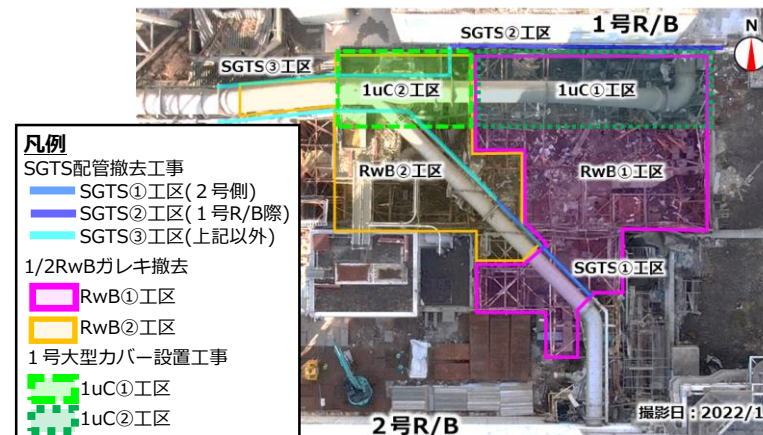 1号R/B
SGTS②工区
N
SGTS③工区
1uC②工区
1uC①工区
RwB②工区
RwB①工区
SGTS①工区
凡例
SGTS配管撤去工事
SGTS①工区(２号側)
SGTS②工区(１号R/B際)
SGTS③工区(上記以外)
1/2RwBガレキ撤去
RwB①工区
RwB②工区
１号大型カバー設置工事
1uC①工区
1uC②工区
2号R/B
撮影日：2022/1